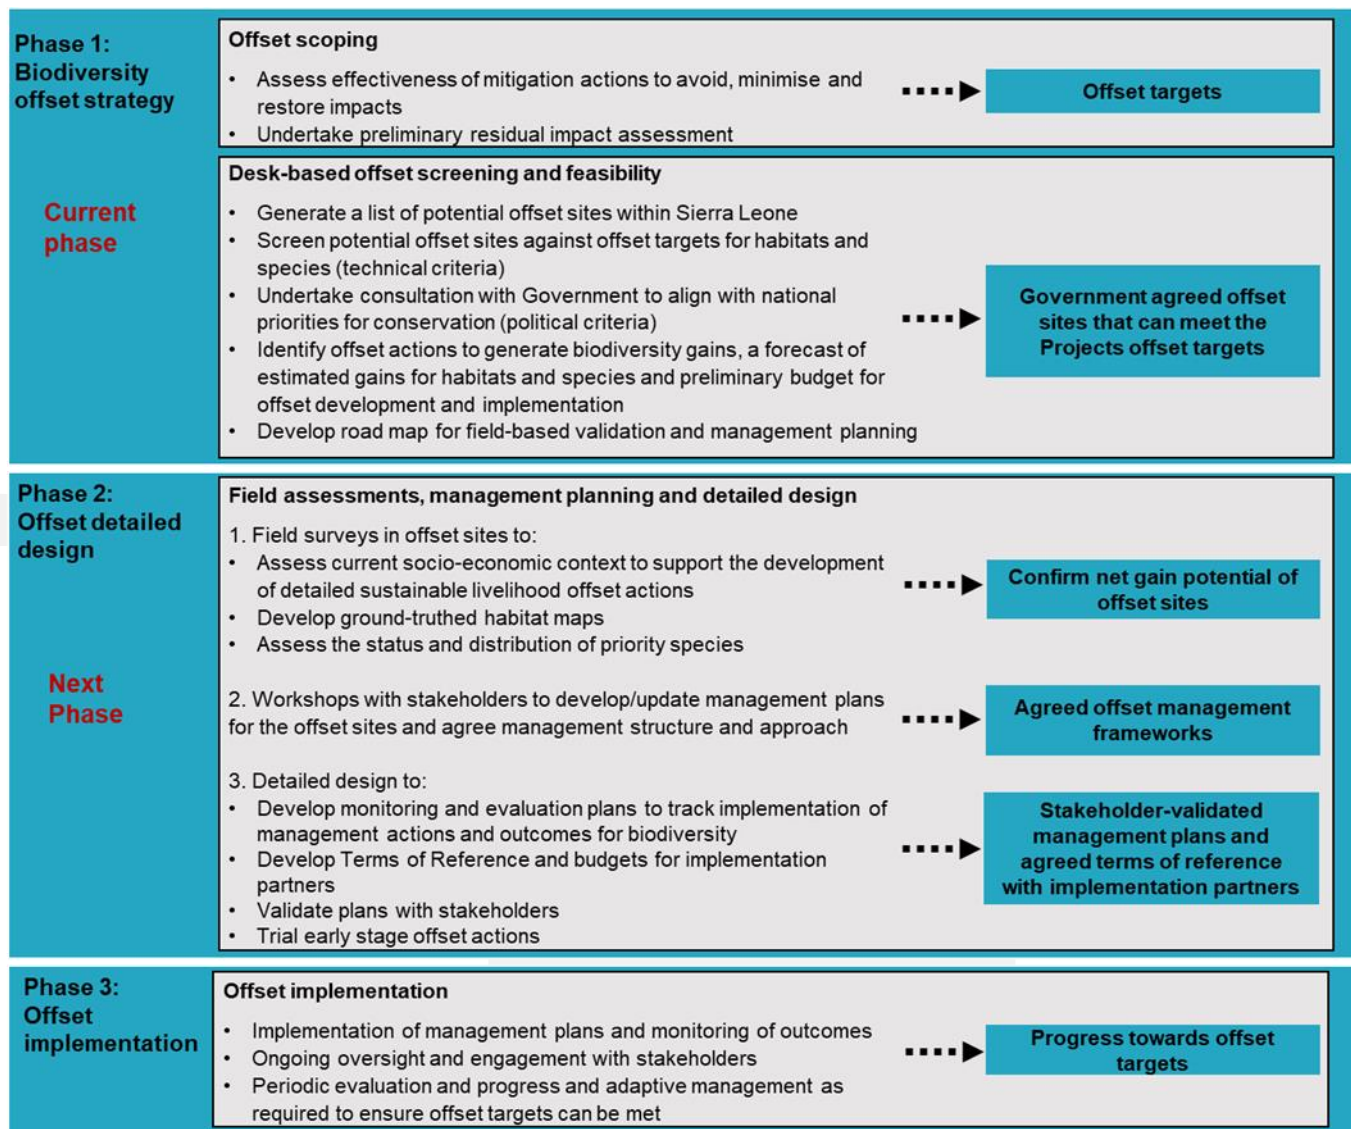 Phase 1:
Biodiversity
offset strategy
Current
phase
Offset scoping
• Assess effectiveness of mitigation actions to avoid, minimise and
restore impacts
• Undertake preliminary residual impact assessment
Offset targets
Desk-based offset screening and feasibility
• Generate a list of potential offset sites within Sierra Leone
• Screen potential offset sites against offset targets for habitats and
species (technical criteria)
• Undertake consultation with Government to align with national
priorities for conservation (political criteria)
• Identify offset actions to generate biodiversity gains, a forecast of
estimated gains for habitats and species and preliminary budget for
offset development and implementation
• Develop road map for field-based validation and management planning
Government agreed offset
sites that can meet the
Projects offset targets
Phase 2:
Offset detailed
design
Next
Phase
Field assessments, management planning and detailed design
1. Field surveys in offset sites to:
• Assess current socio-economic context to support the development
of detailed sustainable livelihood offset actions
• Develop ground-truthed habitat maps
• Assess the status and distribution of priority species
Confirm net gain potential of
offset sites
2. Workshops with stakeholders to develop/update management plans
for the offset sites and agree management structure and approach
Agreed offset management
frameworks
3. Detailed design to:
• Develop monitoring and evaluation plans to track implementation of
management actions and outcomes for biodiversity
• Develop Terms of Reference and budgets for implementation
partners
• Validate plans with stakeholders
• Trial early stage offset actions
Stakeholder-validated
management plans and
agreed terms of reference
with implementation partners
Phase 3:
Offset
implementation
Offset implementation
• Implementation of management plans and monitoring of outcomes
• Ongoing oversight and engagement with stakeholders
• Periodic evaluation and progress and adaptive management as
required to ensure offset targets can be met
Progress towards offset
targets